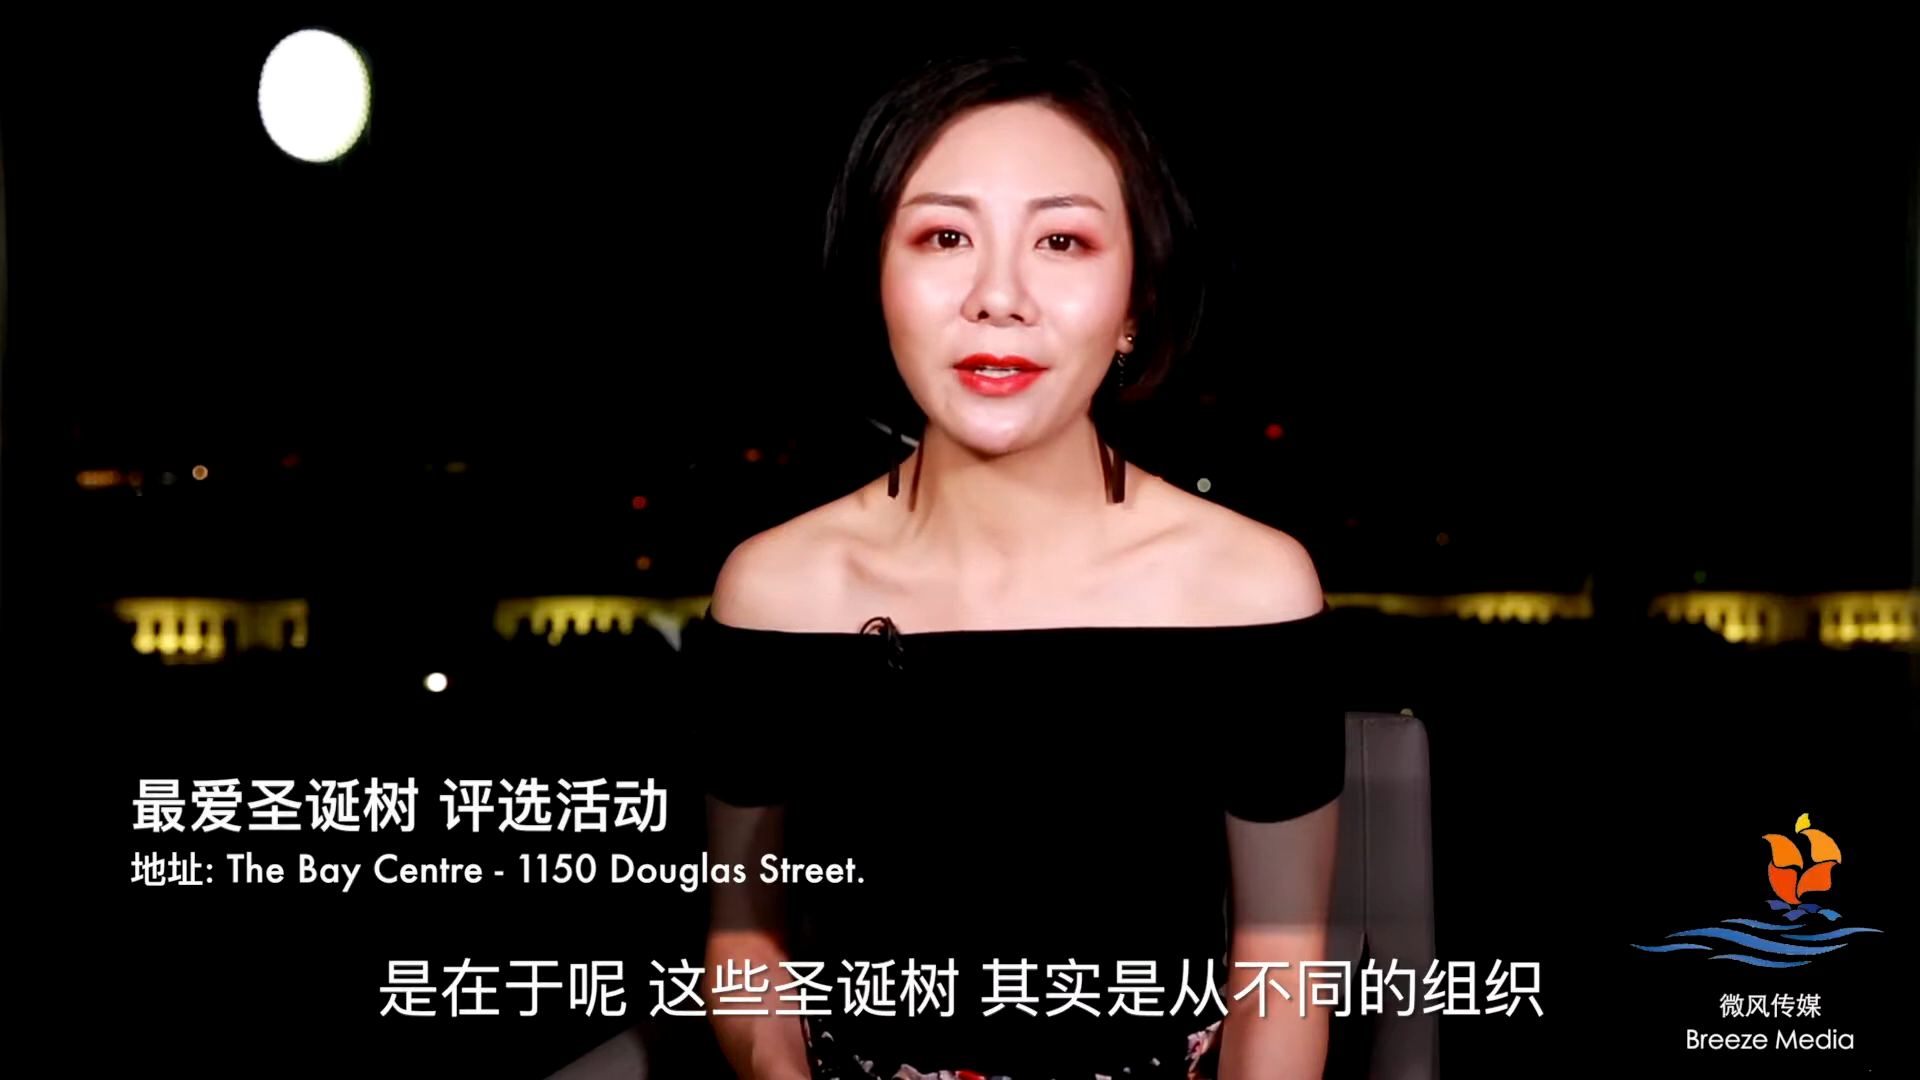 最爱圣诞树 评选活动
地址: The Bay Centre - 1150 Douglas Street.
是在于呢 这些圣诞树 其实是从不同的组织
微风传媒
Breeze Media